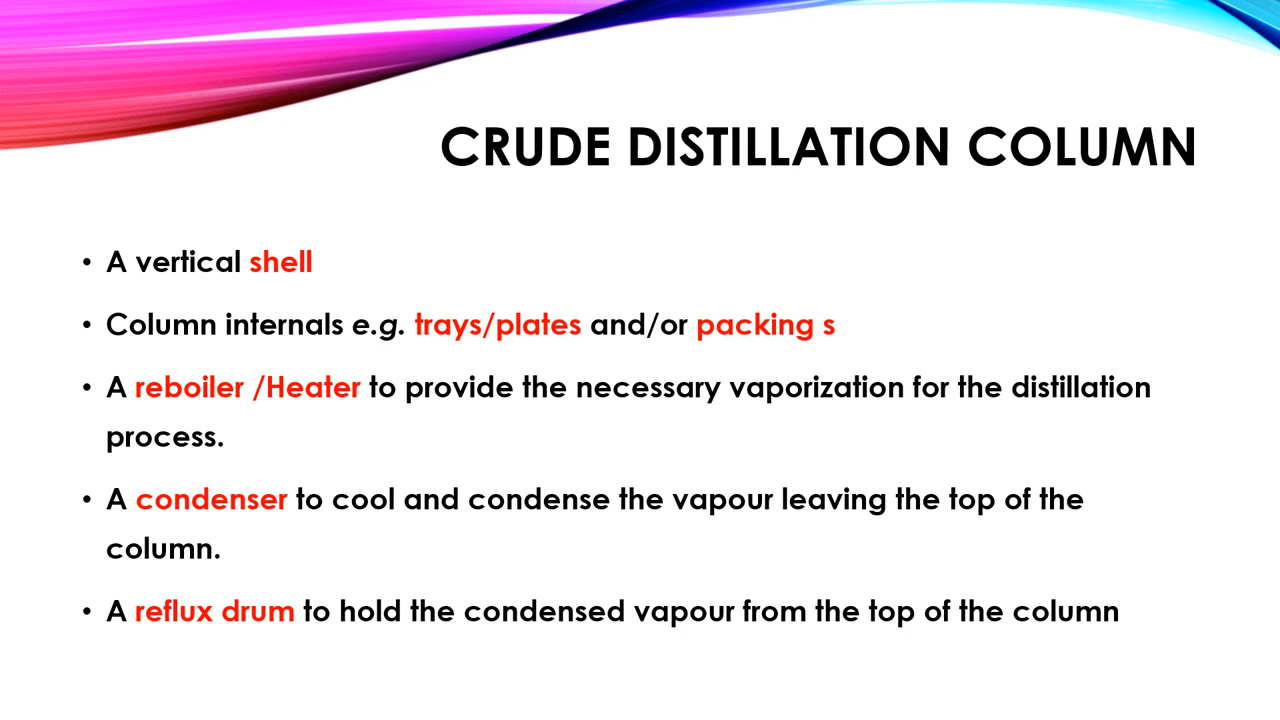 CRUDE DISTILLATION COLUMN
• A vertical shell
• Column internals e.g. trays/plates and/or packing s
• A reboiler /Heater to provide the necessary vaporization for the distillation
process.
• A condenser to cool and condense the vapour leaving the top of the
column.
• A reflux drum to hold the condensed vapour from the top of the column